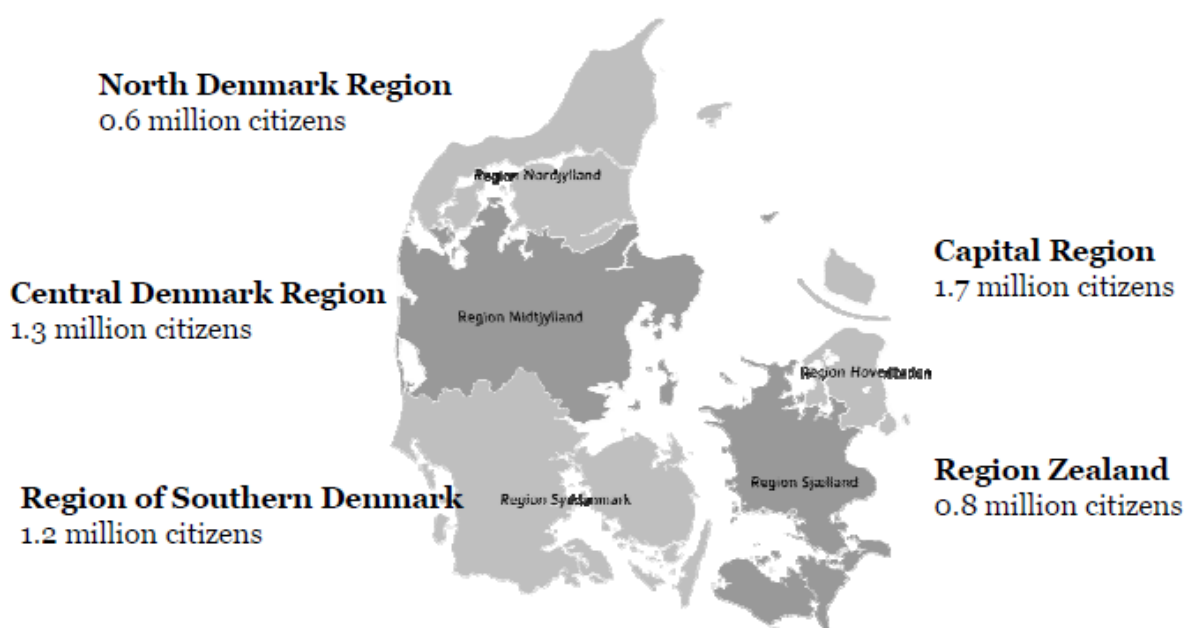 North Denmark Region
0.6 million citizens
Region Nordjylland
Capital Region
1.7 million citizens
Central Denmark Region
1.3 million citizens
Region Midtjylland
Region
Region of Southern Denmark
1.2 million citizens
Region
Region Sjælland
Region Zealand
0.8 million citizens